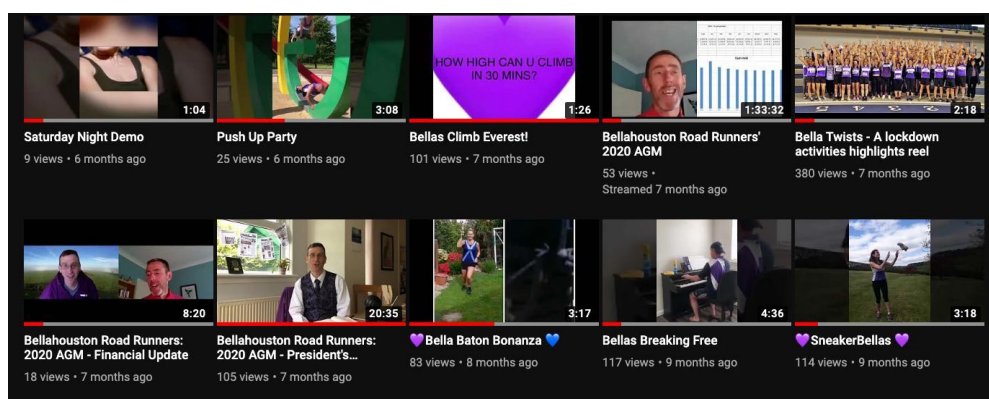 HOW HIGH CAN U CLIMB
IN 30 MINS?
1:04
3:08
1:26
1:33:32
2:18
Saturday Night Demo
9 views • 6 months ago
Push Up Party
25 views • 6 months ago
Bellas Climb Everest!
101 views • 7 months ago
Bellahouston Road Runners'
2020 AGM
53 views •
Streamed 7 months ago
Bella Twists - A lockdown
activities highlights reel
380 views • 7 months ago
8:20
20:35
3:17
4:36
3:18
Bellahouston Road Runners:
2020 AGM - Financial Update
18 views • 7 months ago
Bellahouston Road Runners:
2020 AGM - President's...
105 views • 7 months ago
💜Bella Baton Bonanza 💙
83 views • 8 months ago
Bellas Breaking Free
117 views • 9 months ago
💜SneakerBellas 💜
114 views • 9 months ago